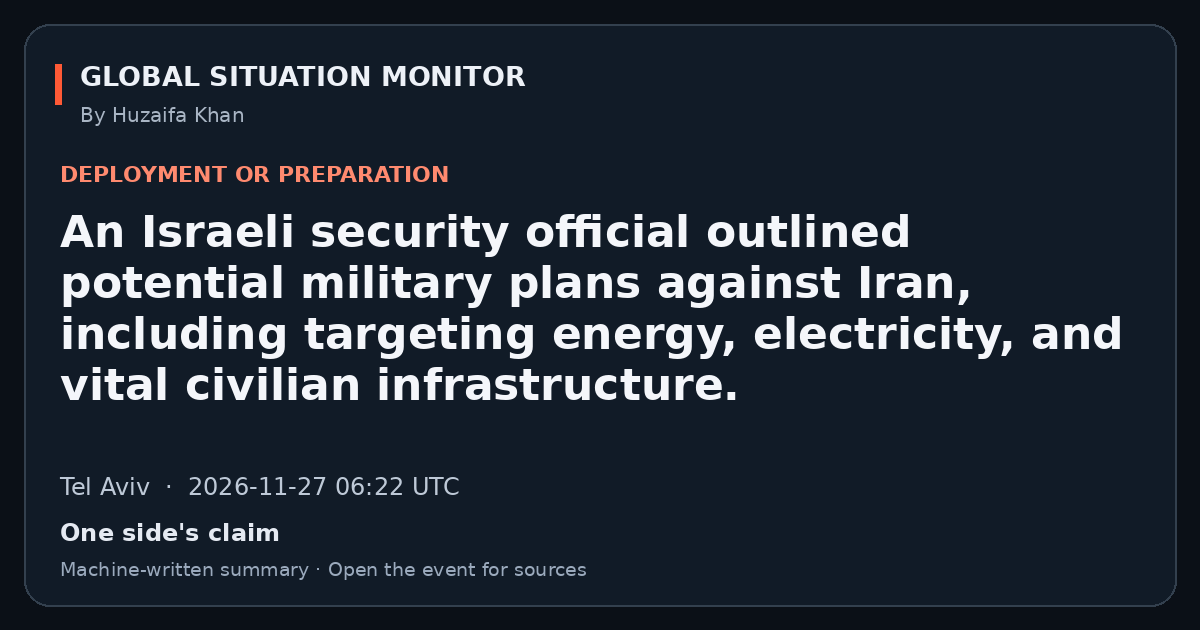 GLOBAL SITUATION MONITOR
By Huzaifa Khan
DEPLOYMENT OR PREPARATION
An Israeli security official outlined
potential military plans against Iran,
including targeting energy, electricity, and
vital civilian infrastructure.
Tel Aviv · 2026-11-27 06:22 UTC
One side's claim
Machine-written summary · Open the event for sources